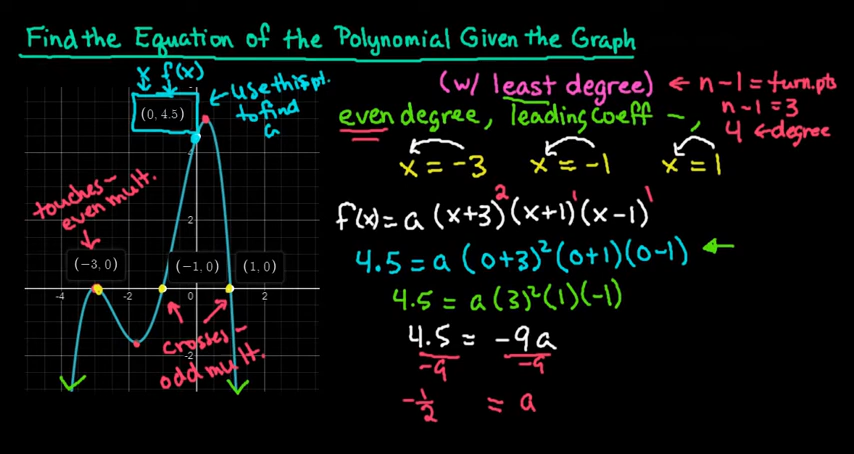 Find the Equation of the Polynomial Given the Graph
x f(x)
(0, 4.5)
← use this pt.
to find
a
(w/ least degree) ← n-1 = turn.pts
n-1 = 3
4 ← degree
even degree, leading coeff -,
x = -3 x = -1 x = 1
touches-
even mult.
f(x) = a (x+3)² (x+1)¹ (x-1)¹
4.5 = a (0+3)² (0+1)(0-1) ←
4.5 = a (3)² (1)(-1)
4.5 = -9a
-9 -9
-1/2 = a
4
2
(-3, 0) (-1, 0) (1, 0)
-4 -2 0 2
-2
crosses-
odd mult.